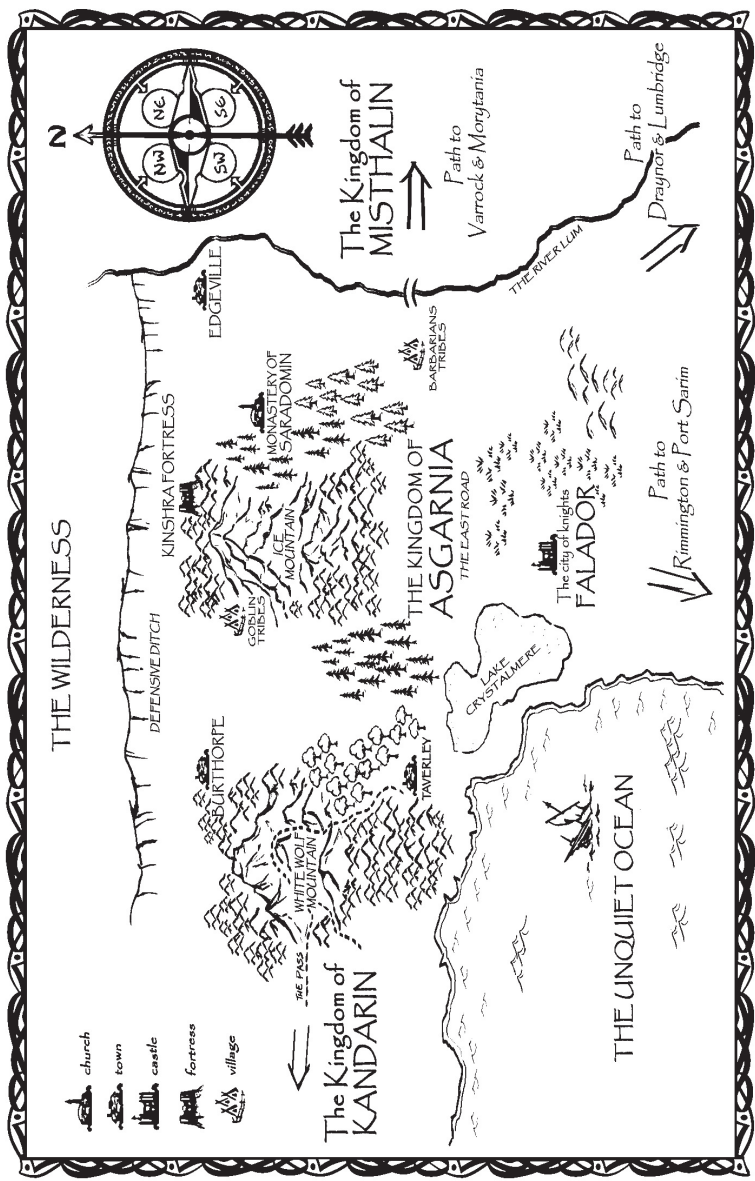 church
town
castle
fortress
village
THE WILDERNESS
N
NW
NE
SW
SE
DEFENSIVE DITCH
KINSHRA FORTRESS
BURTHORPE
EDGEVILLE
GOBLIN
TRIBES
ICE
MOUNTAIN
MONASTERY OF
SARADOMIN
THE PASS
WHITE WOLF
MOUNTAIN
The Kingdom of
KANDARIN
The Kingdom of
MISTHALIN
TAVERLEY
THE KINGDOM OF
ASGARNIA
THE EAST ROAD
BARBARIANS
TRIBES
Path to
Varrock & Morytania
LAKE
CRYSTALMERE
THE RIVER LUM
The city of knights
FALADOR
THE UNQUIET OCEAN
Path to
Rimmington & Port Sarim
Path to
Draynor & Lumbridge